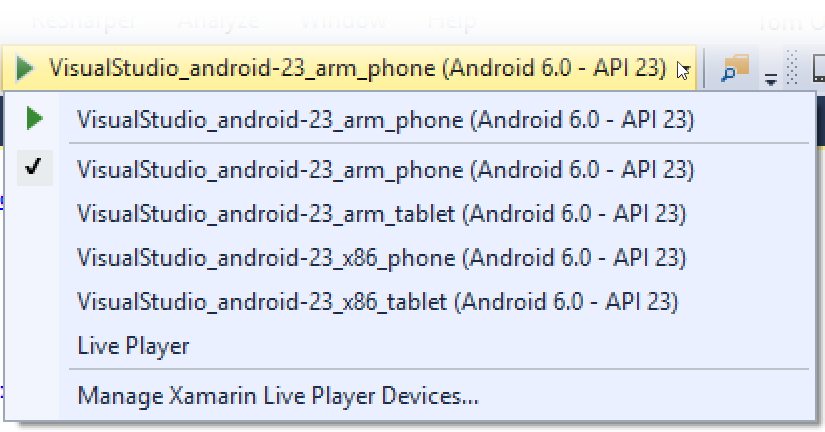 ReSharper Analyze Window Help
VisualStudio_android-23_arm_phone (Android 6.0 - API 23)
VisualStudio_android-23_arm_phone (Android 6.0 - API 23)
VisualStudio_android-23_arm_phone (Android 6.0 - API 23)
VisualStudio_android-23_arm_tablet (Android 6.0 - API 23)
VisualStudio_android-23_x86_phone (Android 6.0 - API 23)
VisualStudio_android-23_x86_tablet (Android 6.0 - API 23)
Live Player
Manage Xamarin Live Player Devices...